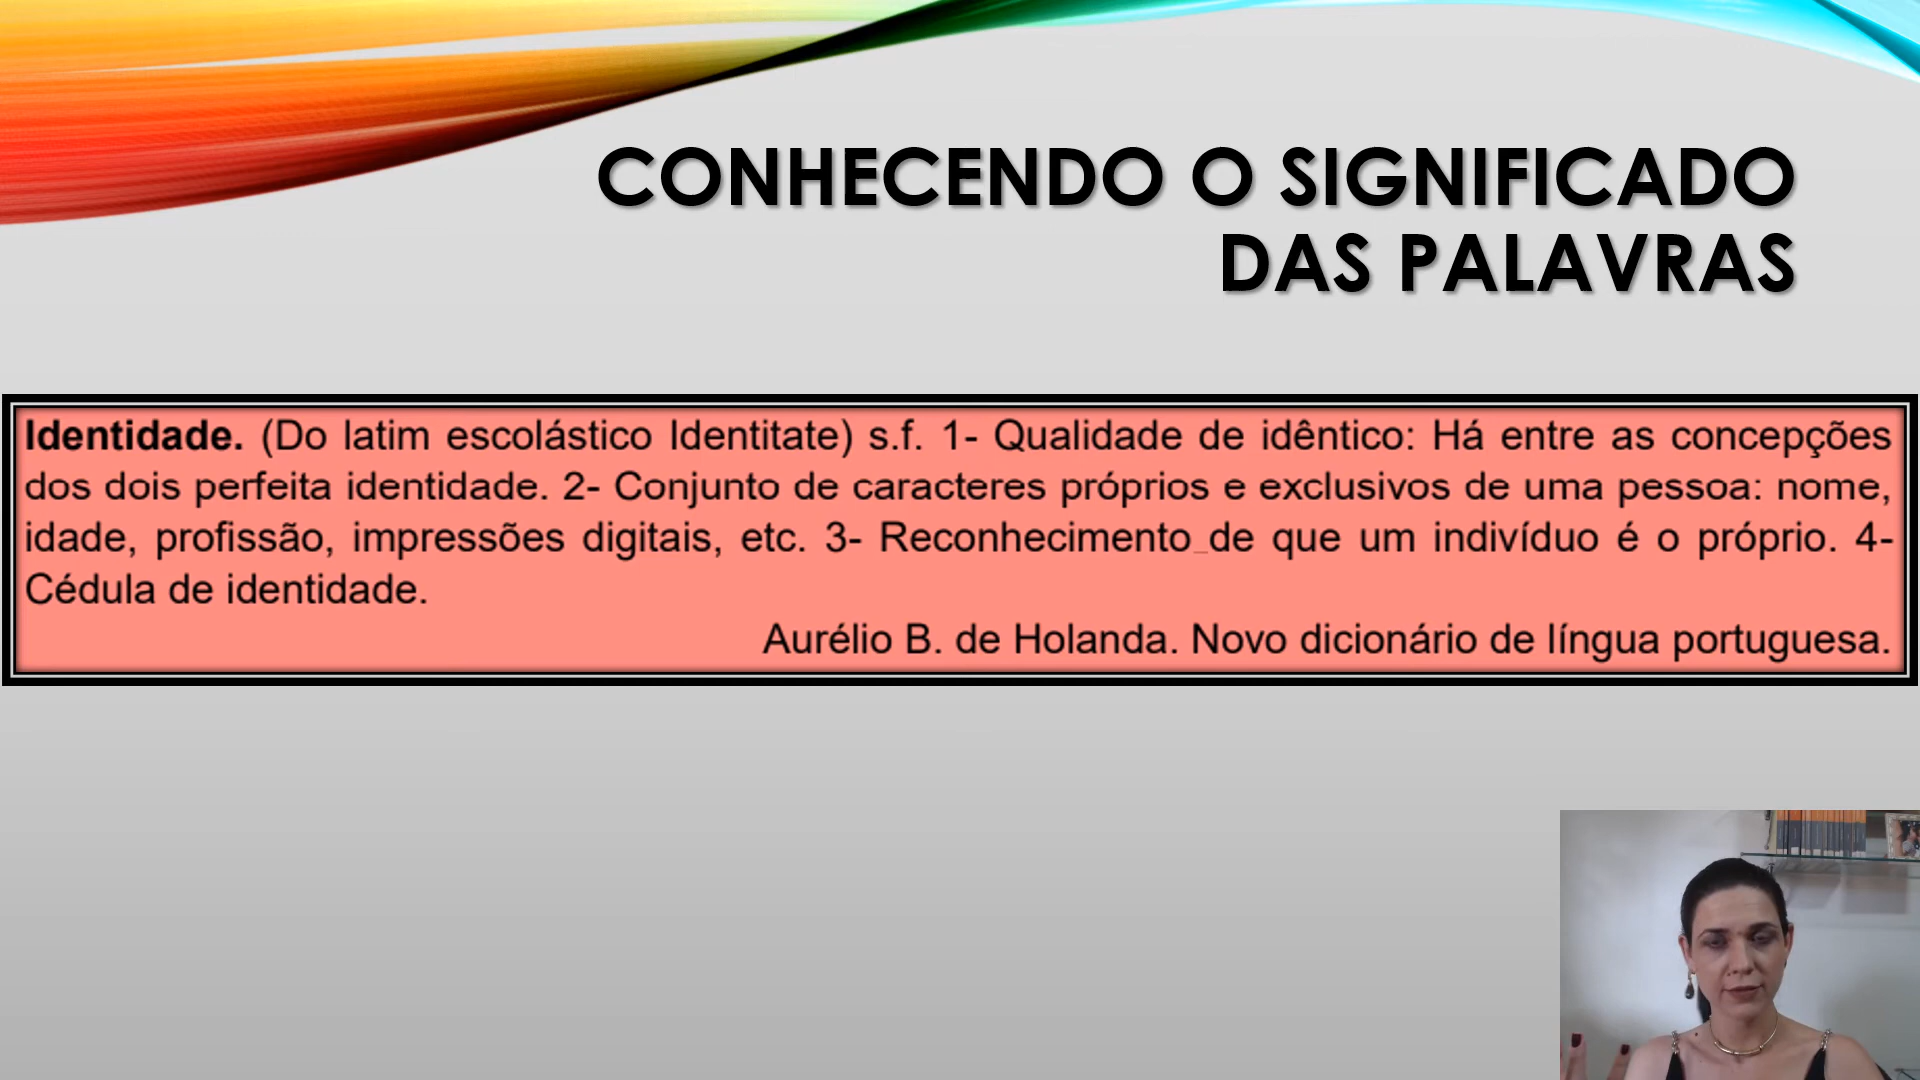 CONHECENDO O SIGNIFICADO
DAS PALAVRAS
Identidade. (Do latim escolástico Identitate) s.f. 1- Qualidade de idêntico: Há entre as concepções
dos dois perfeita identidade. 2- Conjunto de caracteres próprios e exclusivos de uma pessoa: nome,
idade, profissão, impressões digitais, etc. 3- Reconhecimento de que um indivíduo é o próprio. 4-
Cédula de identidade.
Aurélio B. de Holanda. Novo dicionário de língua portuguesa.